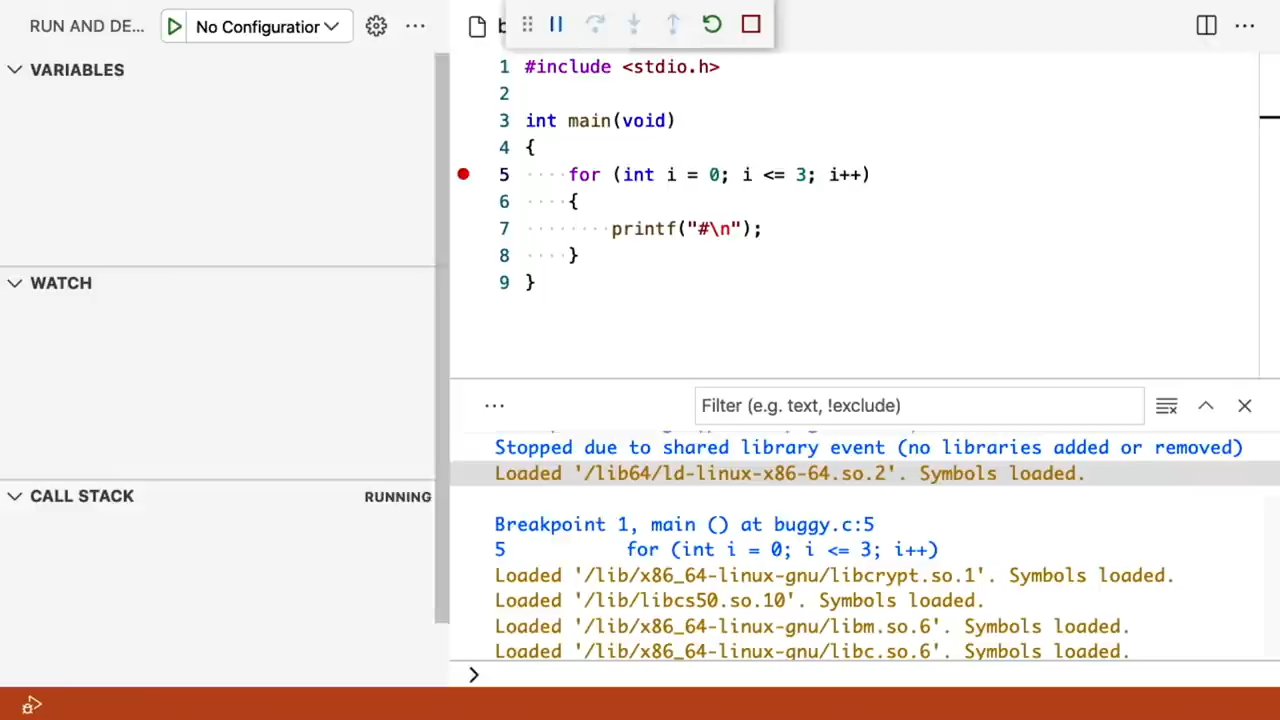 RUN AND DE... No Configuration
VARIABLES
WATCH
CALL STACK RUNNING
b
1 #include <stdio.h>
2
3 int main(void)
4 {
5 ····for (int i = 0; i <= 3; i++)
6 ····{
7 ········printf("#\n");
8 ····}
9 }
··· Filter (e.g. text, !exclude)
Stopped due to shared library event (no libraries added or removed)
Loaded '/lib64/ld-linux-x86-64.so.2'. Symbols loaded.
Breakpoint 1, main () at buggy.c:5
5 for (int i = 0; i <= 3; i++)
Loaded '/lib/x86_64-linux-gnu/libcrypt.so.1'. Symbols loaded.
Loaded '/lib/libcs50.so.10'. Symbols loaded.
Loaded '/lib/x86_64-linux-gnu/libm.so.6'. Symbols loaded.
Loaded '/lib/x86_64-linux-gnu/libc.so.6'. Symbols loaded.